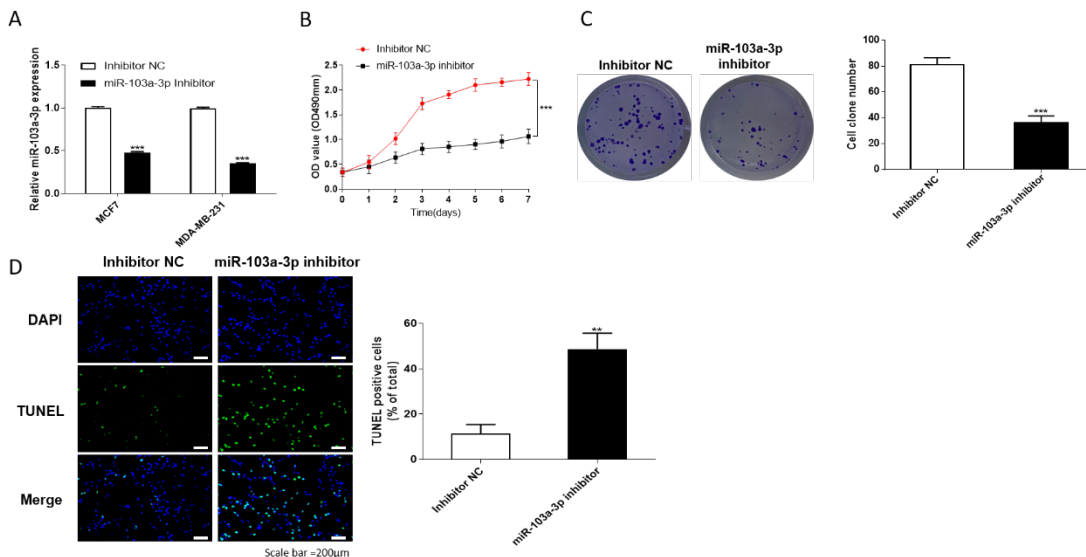 A
Inhibitor NC
miR-103a-3p Inhibitor
Relative miR-103a-3p expression
1.5
1.0
0.5
0.0
***
***
MCF7
MDA-MB-231
B
Inhibitor NC
miR-103a-3p inhibitor
OD value (OD490mm)
2.5
2.0
1.5
1.0
0.5
0.0
***
0 1 2 3 4 5 6 7
Time(days)
C
Inhibitor NC
miR-103a-3p
inhibitor
Cell clone number
100
80
60
40
20
0
***
Inhibitor NC
miR-103a-3p inhibitor
D
Inhibitor NC
miR-103a-3p inhibitor
DAPI
TUNEL
Merge
Scale bar =200μm
TUNEL positive cells
(% of total)
60
40
20
0
**
Inhibitor NC
miR-103a-3p inhibitor